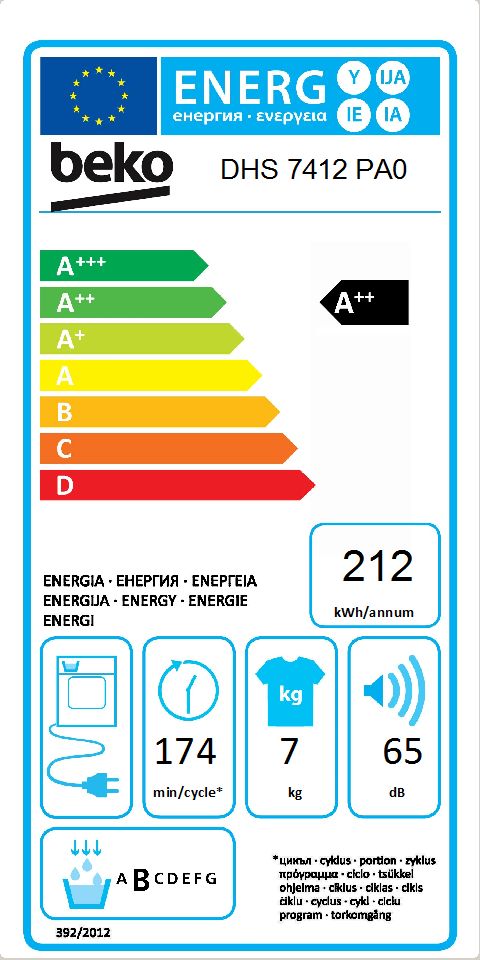 ENERG Y IJA
енергия · ενεργεια IE IA
beko
DHS 7412 PA0
A+++
A++
A++
A+
A
B
C
D
212
kWh/annum
ENERGIA · ЕНЕРГИЯ · ΕΝΕΡΓΕΙΑ
ENERGIJA · ENERGY · ENERGIE
ENERGI
kg
174
min/cycle*
7
kg
65
dB
A B C D E F G
*цикъл · cyklus · portion · zyklus
πρόγραμμα · ciclo · tsükkel
ohjelma · ciklus · ciklas · cikls
ċiklu · cyclus · cykl · ciclu
program · torkomgång
392/2012